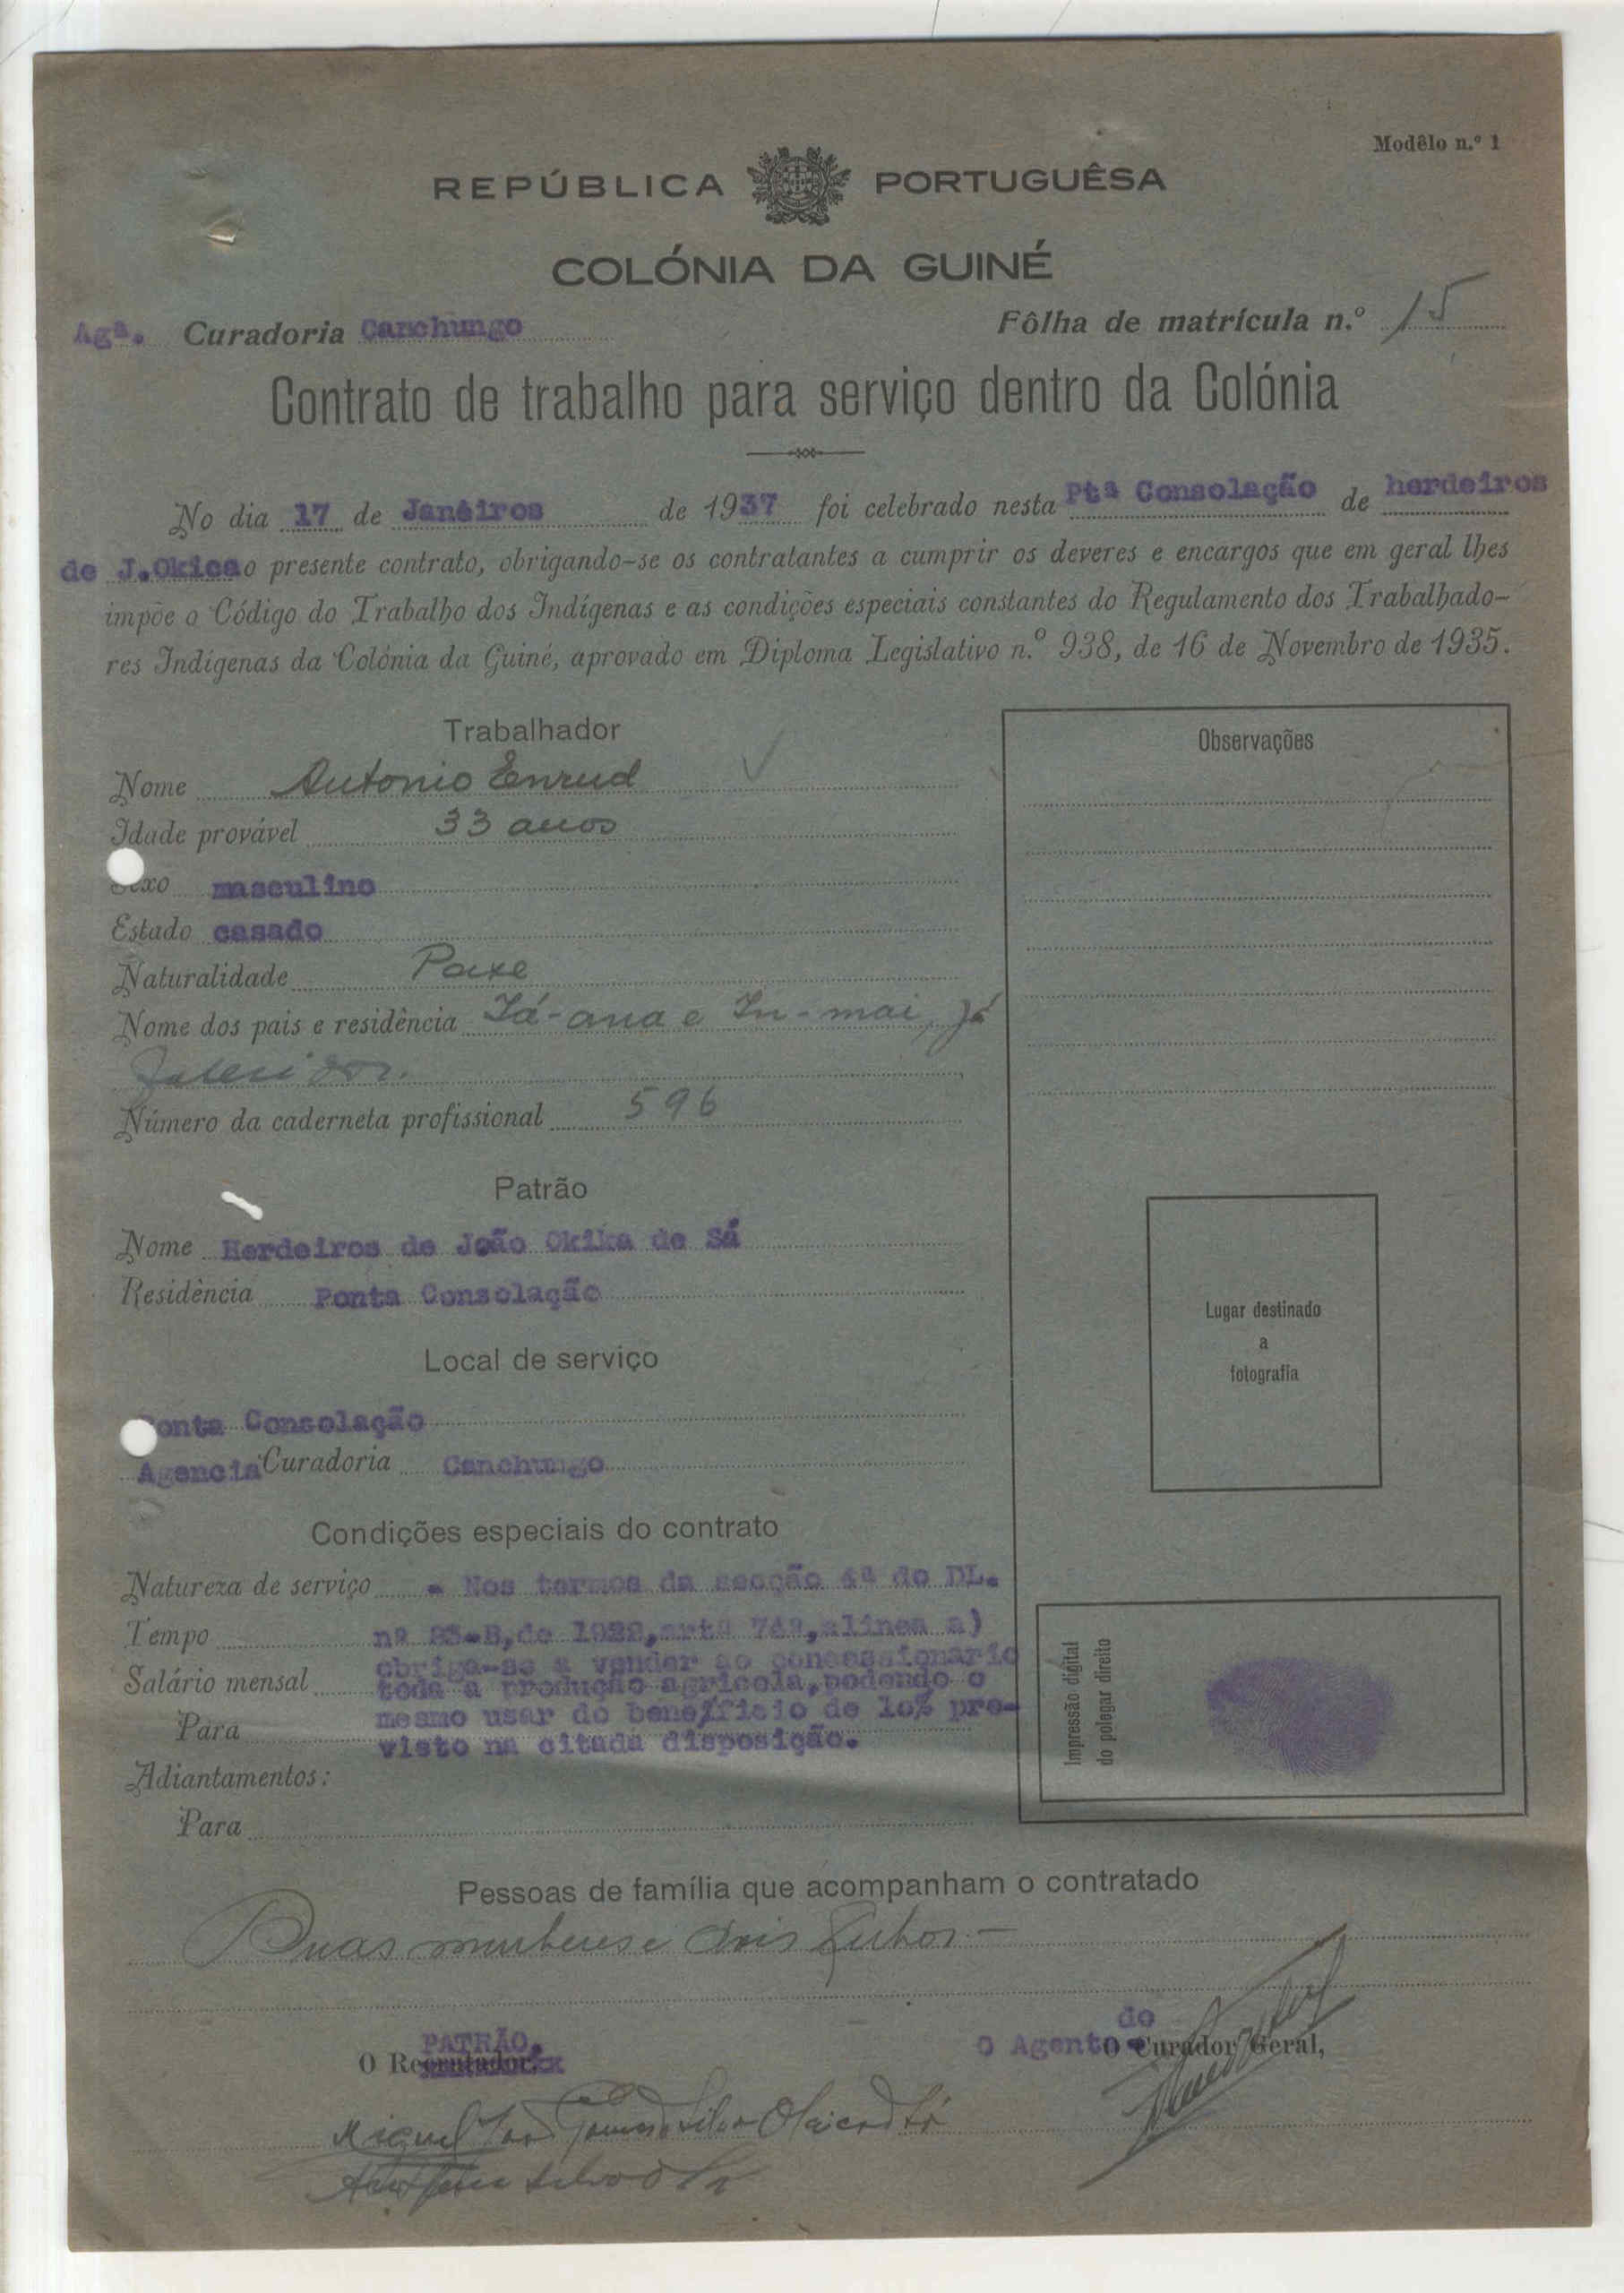 Modêlo n.º 1
REPÚBLICA PORTUGUÊSA
COLÓNIA DA GUINÉ
Agª. Curadoria Canchungo Fôlha de matrícula n.º 15
Contrato de trabalho para serviço dentro da Colónia
No dia 17 de Janêiros de 1937 foi celebrado nesta Ptª Consolação de herdeiros
de J.Okica o presente contrato, obrigando-se os contratantes a cumprir os deveres e encargos que em geral lhes
impõe o Código do Trabalho dos Indígenas e as condições especiais constantes do Regulamento dos Trabalhado-
res Indígenas da Colónia da Guiné, aprovado em Diploma Legislativo n.º 938, de 16 de Novembro de 1935.
Trabalhador
Nome Antonio Enrud
Idade provável 33 anos
Sexo masculino
Estado casado
Naturalidade Paxe
Nome dos pais e residência Iá-ana e In-mai, já
Número da caderneta profissional 596
Patrão
Nome Herdeiros de João Okika de Sá
Residência Ponta Consolação
Local de serviço
Ponta Consolação
Agencia Curadoria Canchungo
Condições especiais do contrato
Natureza de serviço - Nos termos da secção 4ª do DL.
Tempo nº 23-B, de 1922, artº 74º, alinea a)
obriga-se a vender ao concessionario
Salário mensal toda a produção agricola, podendo o
mesmo usar do beneficio de 10% pre-
Para visto na citada disposição.
Adiantamentos:
Para
Observações
Lugar destinado
a
fotografia
Impressão digital
do polegar direito
Pessoas de família que acompanham o contratado
Duas mulheres e dois filhos -
PATRÃO.
O Recrutador,
do
O Agente O Curador Geral,
Miguel